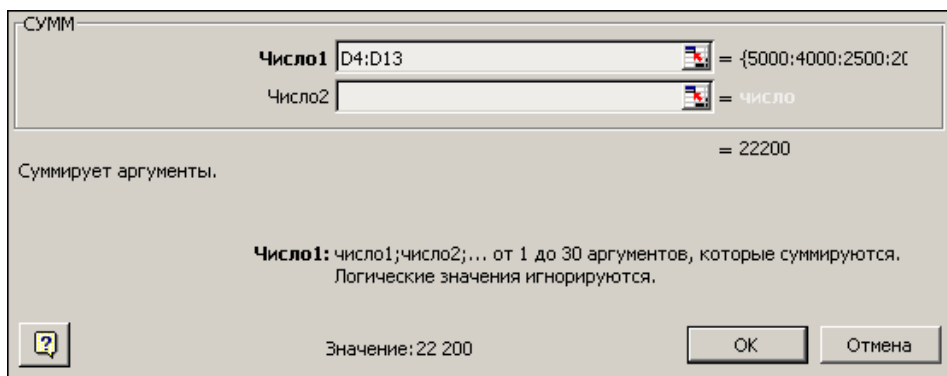 СУММ
Число1 D4:D13 = {5000:4000:2500:20
Число2 = число
= 22200
Суммирует аргументы.
Число1: число1;число2;... от 1 до 30 аргументов, которые суммируются.
Логические значения игнорируются.
Значение:22 200 OK Отмена